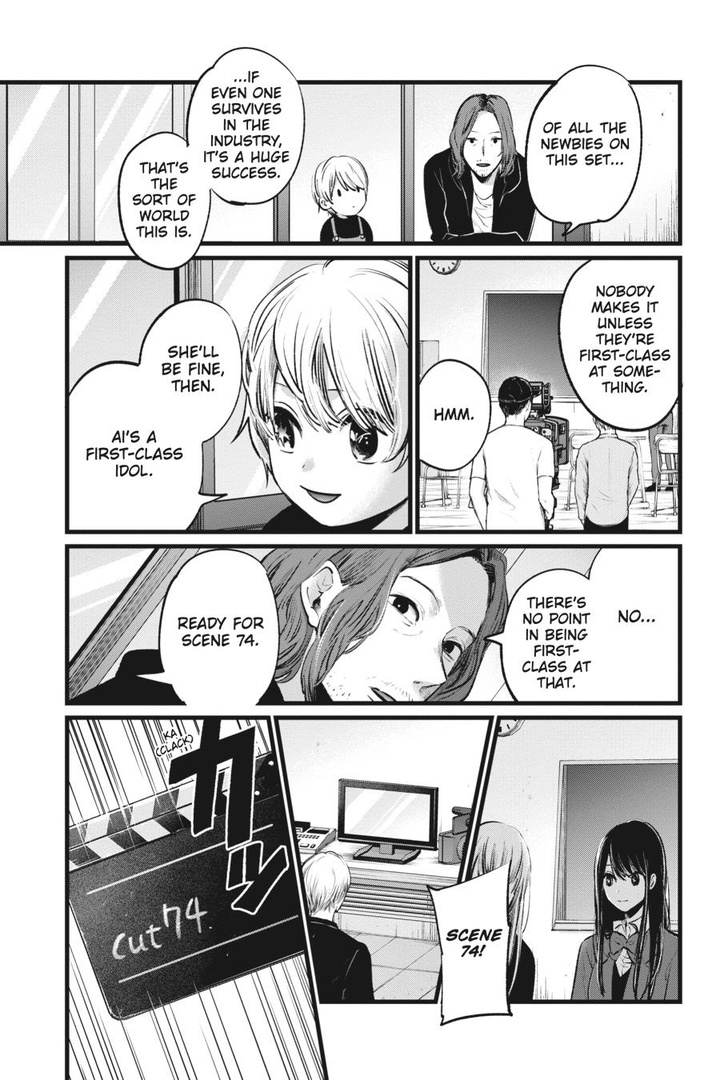 OF ALL THE
NEWBIES
ON THIS
SET...
...IF
EVEN ONE
SURVIVES
IN THE
INDUSTRY,
IT'S A HUGE
SUCCESS.
THAT'S
THE
SORT OF
WORLD
THIS IS.
NOBODY
MAKES IT
UNLESS
THEY'RE
FIRST-CLASS
AT SOME-
THING.
HMM.
SHE'LL
BE FINE,
THEN.
AI'S A
FIRST-CLASS
IDOL.
NO...
THERE'S
NO POINT
IN BEING
FIRST-
CLASS AT
THAT.
READY FOR
SCENE 74.
SCENE
74!
カッ
KA
(CLACK)
cut 74